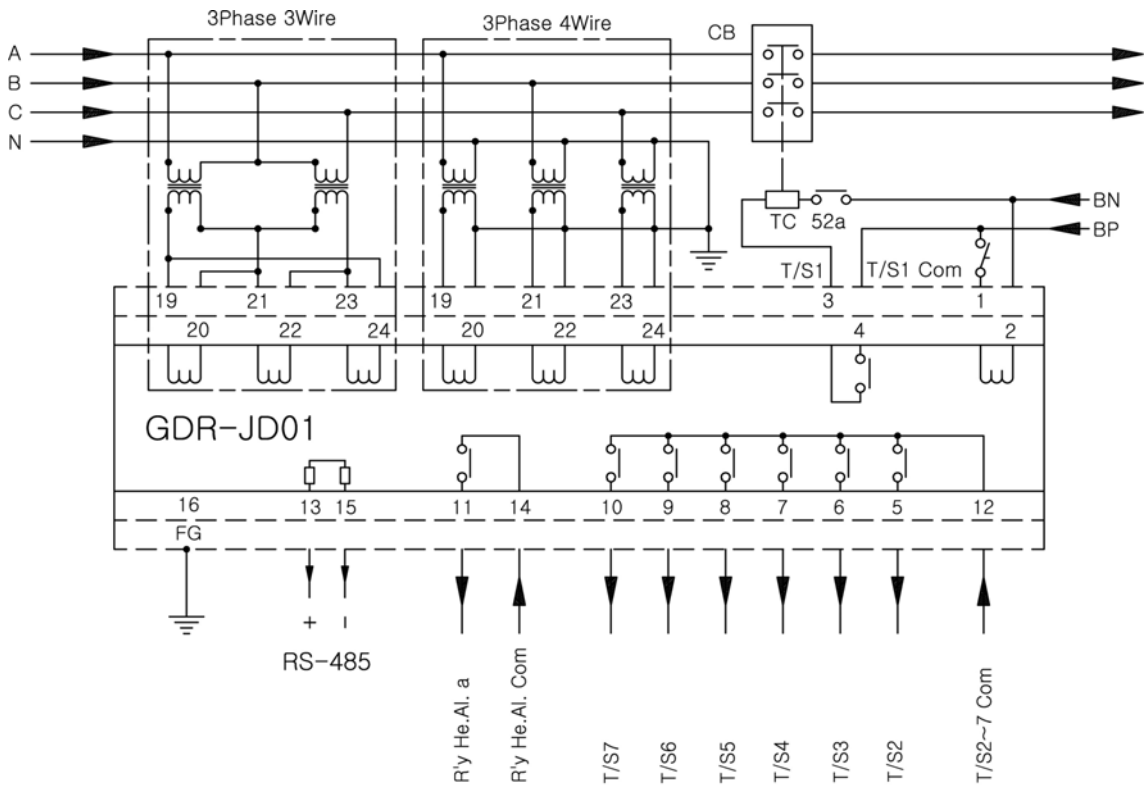 3Phase 3Wire
3Phase 4Wire
CB
A
B
C
N
TC 52a
BN
BP
T/S1
T/S1 Com
19 21 23
19 21 23
3 1
20 22 24
20 22 24
4 2
GDR-JD01
16 13 15 11 14 10 9 8 7 6 5 12
FG
+ -
RS-485
R'y He.Al. a
R'y He.Al. Com
T/S7
T/S6
T/S5
T/S4
T/S3
T/S2
T/S2~7 Com